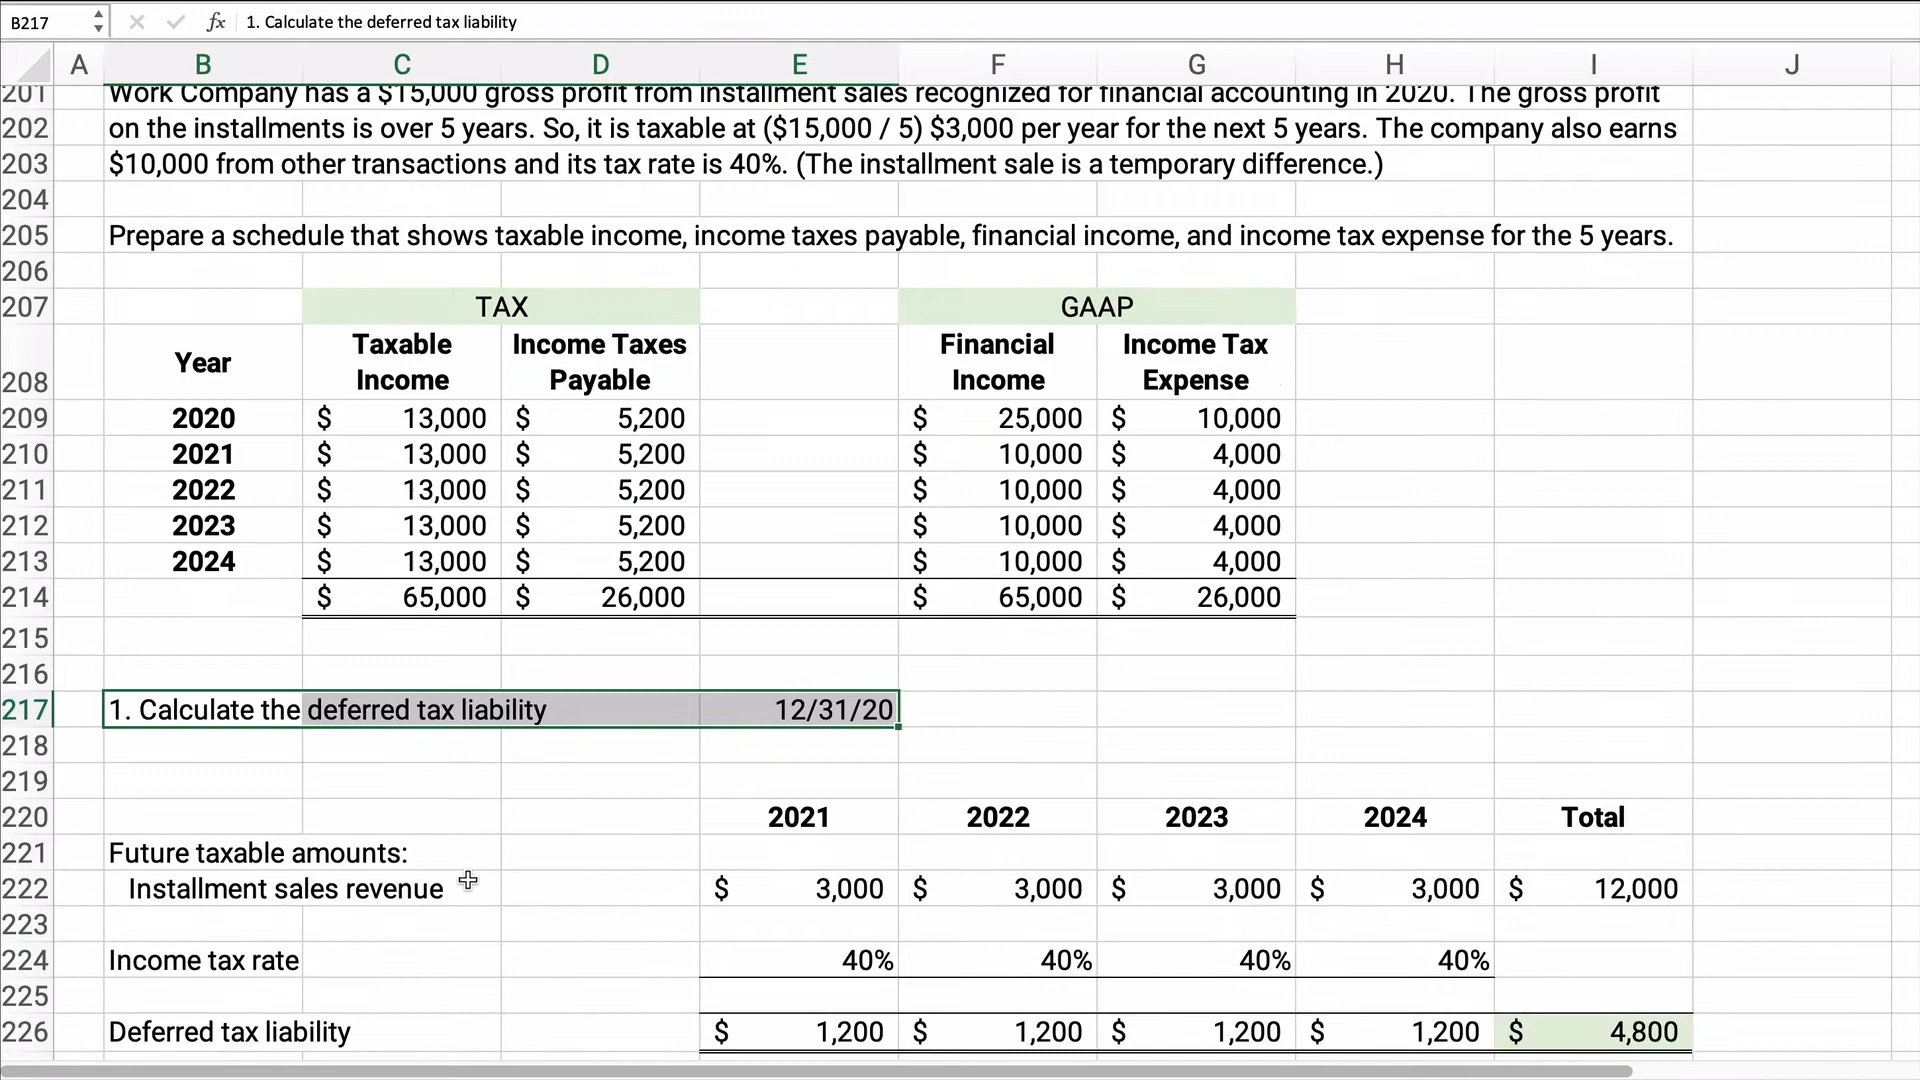 B217 fx 1. Calculate the deferred tax liability
A B C D E F G H I J
201 Work Company has a $15,000 gross profit from installment sales recognized for financial accounting in 2020. The gross profit
202 on the installments is over 5 years. So, it is taxable at ($15,000 / 5) $3,000 per year for the next 5 years. The company also earns
203 $10,000 from other transactions and its tax rate is 40%. (The installment sale is a temporary difference.)
204
205 Prepare a schedule that shows taxable income, income taxes payable, financial income, and income tax expense for the 5 years.
206
207 TAX GAAP
Taxable Income Taxes Financial Income Tax
Year
208 Income Payable Income Expense
209 2020 $ 13,000 $ 5,200 $ 25,000 $ 10,000
210 2021 $ 13,000 $ 5,200 $ 10,000 $ 4,000
211 2022 $ 13,000 $ 5,200 $ 10,000 $ 4,000
212 2023 $ 13,000 $ 5,200 $ 10,000 $ 4,000
213 2024 $ 13,000 $ 5,200 $ 10,000 $ 4,000
214 $ 65,000 $ 26,000 $ 65,000 $ 26,000
215
216
217 1. Calculate the deferred tax liability 12/31/20
218
219
220 2021 2022 2023 2024 Total
221 Future taxable amounts:
222 Installment sales revenue $ 3,000 $ 3,000 $ 3,000 $ 3,000 $ 12,000
223
224 Income tax rate 40% 40% 40% 40%
225
226 Deferred tax liability $ 1,200 $ 1,200 $ 1,200 $ 1,200 $ 4,800